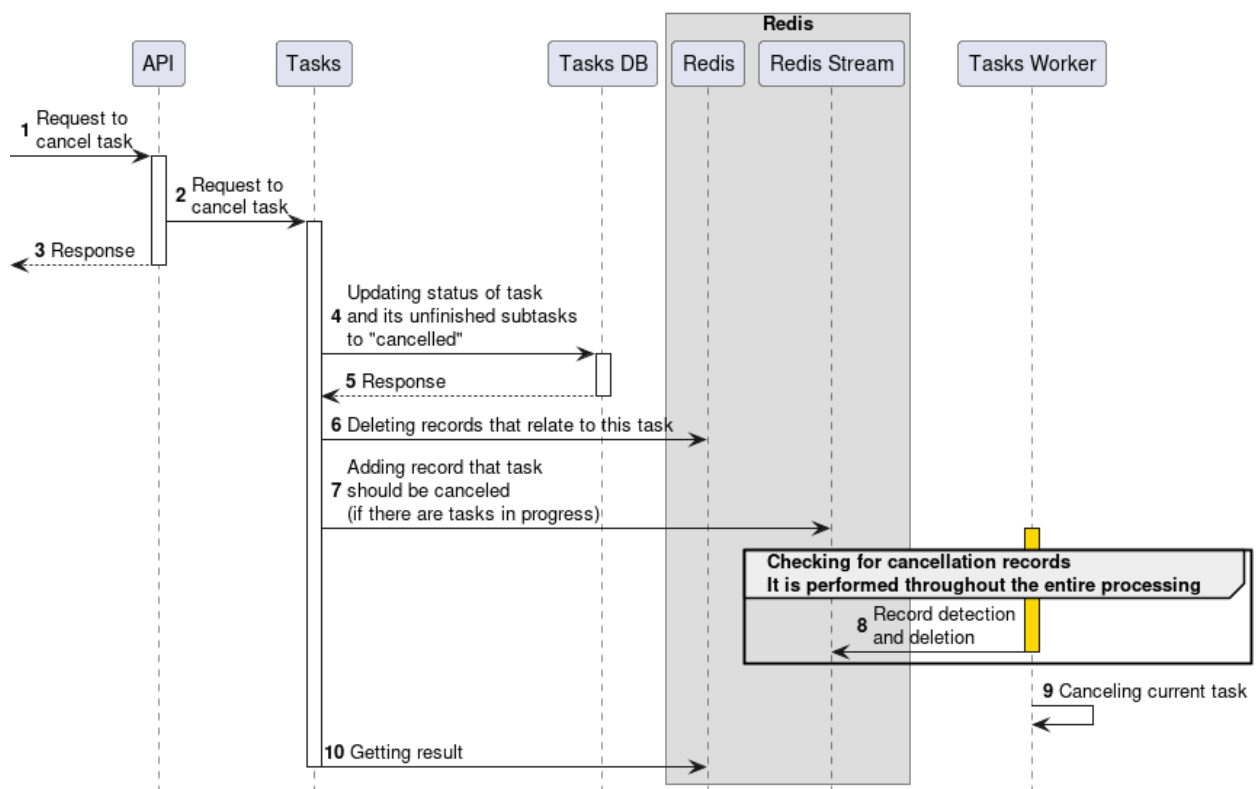 Redis
API
Tasks
Tasks DB
Redis
Redis Stream
Tasks Worker
1 Request to
cancel task
2 Request to
cancel task
3 Response
Updating status of task
4 and its unfinished subtasks
to "cancelled"
5 Response
6 Deleting records that relate to this task
Adding record that task
7 should be canceled
(if there are tasks in progress)
Checking for cancellation records
It is performed throughout the entire processing
8 Record detection
and deletion
9 Canceling current task
10 Getting result